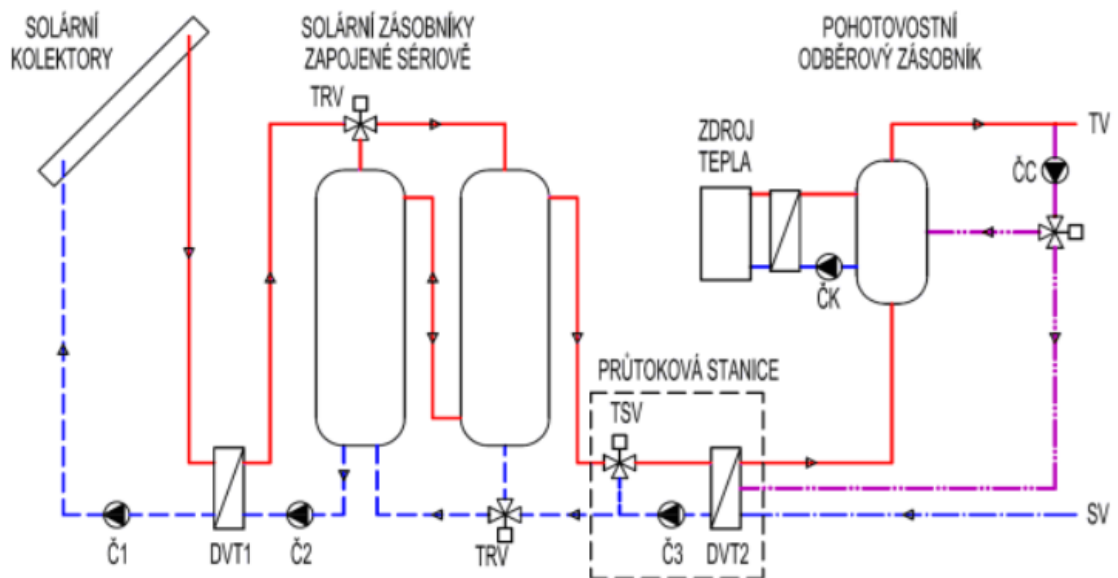 SOLÁRNÍ
KOLEKTORY
SOLÁRNÍ ZÁSOBNÍKY
ZAPOJENÉ SÉRIOVĚ
POHOTOVOSTNÍ
ODBĚROVÝ ZÁSOBNÍK
TRV
ZDROJ
TEPLA
TV
ČC
ČK
PRŮTOKOVÁ STANICE
TSV
SV
Č1
DVT1
Č2
TRV
Č3
DVT2